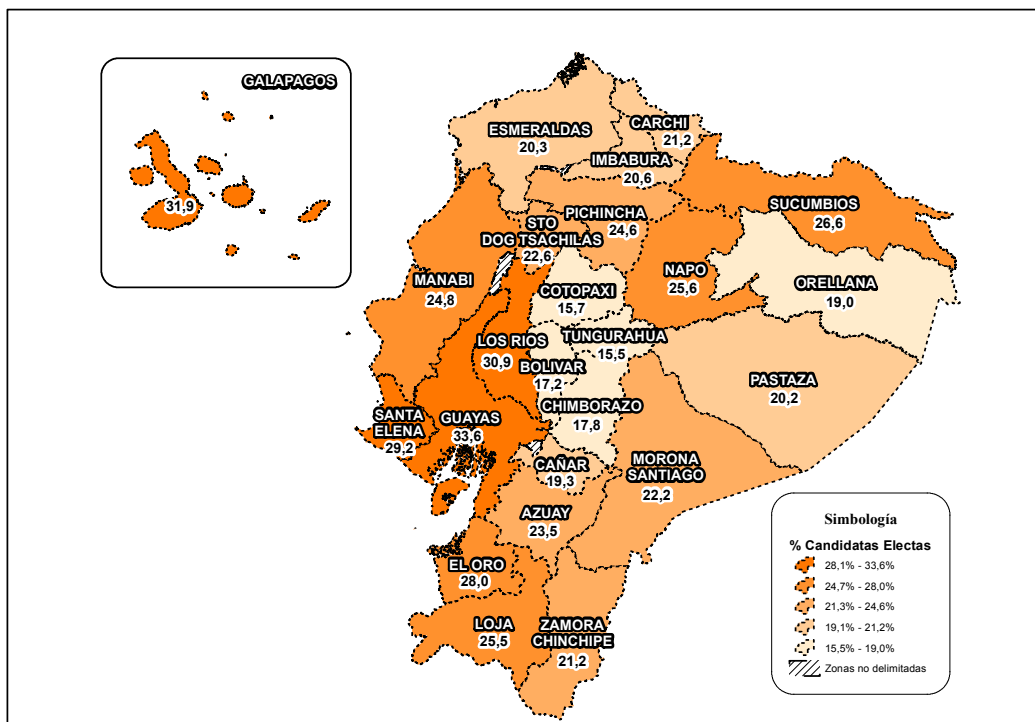 GALAPAGOS
31,9
ESMERALDAS
20,3
CARCHI
21,2
IMBABURA
20,6
SUCUMBIOS
26,6
PICHINCHA
24,6
STO
DOG TSACHILAS
22,6
NAPO
25,6
ORELLANA
19,0
MANABI
24,8
COTOPAXI
15,7
TUNGURAHÚA
15,5
LOS RIOS
30,9
BOLIVAR
17,2
PASTAZA
20,2
CHIMBORAZO
17,8
SANTA
ELENA
29,2
GUAYAS
33,6
CAÑAR
19,3
MORONA
SANTIAGO
22,2
AZUAY
23,5
EL ORO
28,0
LOJA
25,5
ZAMORA
CHINCHIPE
21,2
Simbología
% Candidatas Electas
28,1% - 33,6%
24,7% - 28,0%
21,3% - 24,6%
19,1% - 21,2%
15,5% - 19,0%
Zonas no delimitadas